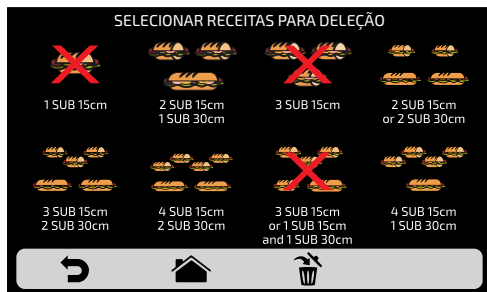 SELECIONAR RECEITAS PARA DELEÇÃO
1 SUB 15cm
2 SUB 15cm
1 SUB 30cm
3 SUB 15cm
2 SUB 15cm
or 2 SUB 30cm
3 SUB 15cm
2 SUB 30cm
4 SUB 15cm
2 SUB 30cm
3 SUB 15cm
or 1 SUB 15cm
and 1 SUB 30cm
4 SUB 15cm
1 SUB 30cm